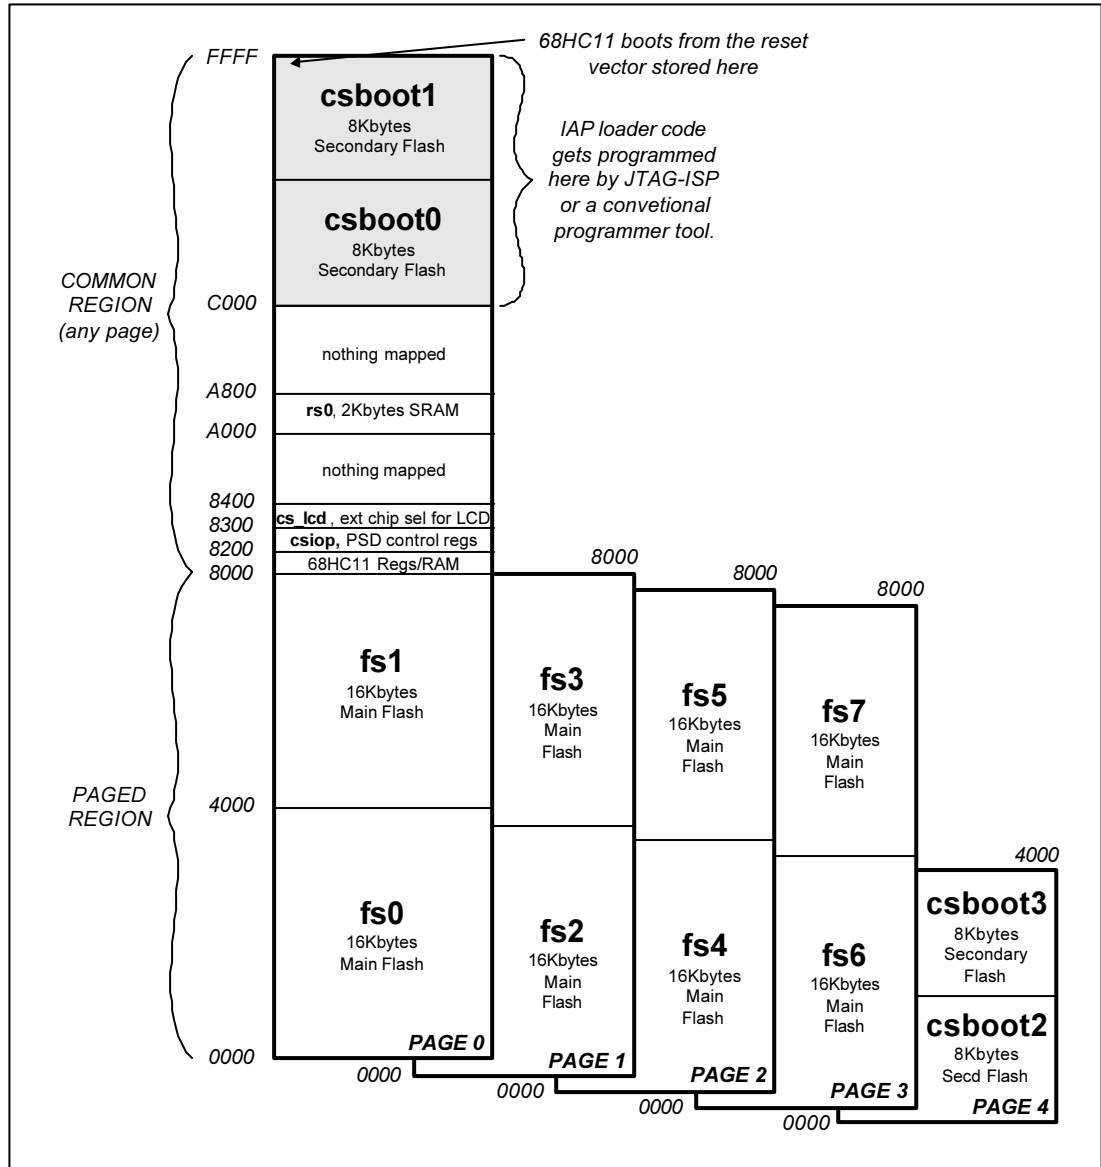 FFFF
68HC11 boots from the reset
vector stored here
csboot1
8Kbytes
Secondary Flash
IAP loader code
gets programmed
here by JTAG-ISP
or a convetional
programmer tool.
csboot0
8Kbytes
Secondary Flash
COMMON
REGION
(any page)
C000
nothing mapped
A800
rs0, 2Kbytes SRAM
A000
nothing mapped
8400
cs_lcd , ext chip sel for LCD
8300
csiop, PSD control regs
8200
68HC11 Regs/RAM
8000
8000
8000
8000
fs1
16Kbytes
Main Flash
fs3
16Kbytes
Main
Flash
fs5
16Kbytes
Main
Flash
fs7
16Kbytes
Main
Flash
PAGED
REGION
4000
4000
fs0
16Kbytes
Main Flash
fs2
16Kbytes
Main
Flash
fs4
16Kbytes
Main
Flash
fs6
16Kbytes
Main
Flash
csboot3
8Kbytes
Secondary
Flash
csboot2
8Kbytes
Secd Flash
PAGE 0
PAGE 1
PAGE 2
PAGE 3
PAGE 4
0000
0000
0000
0000
0000